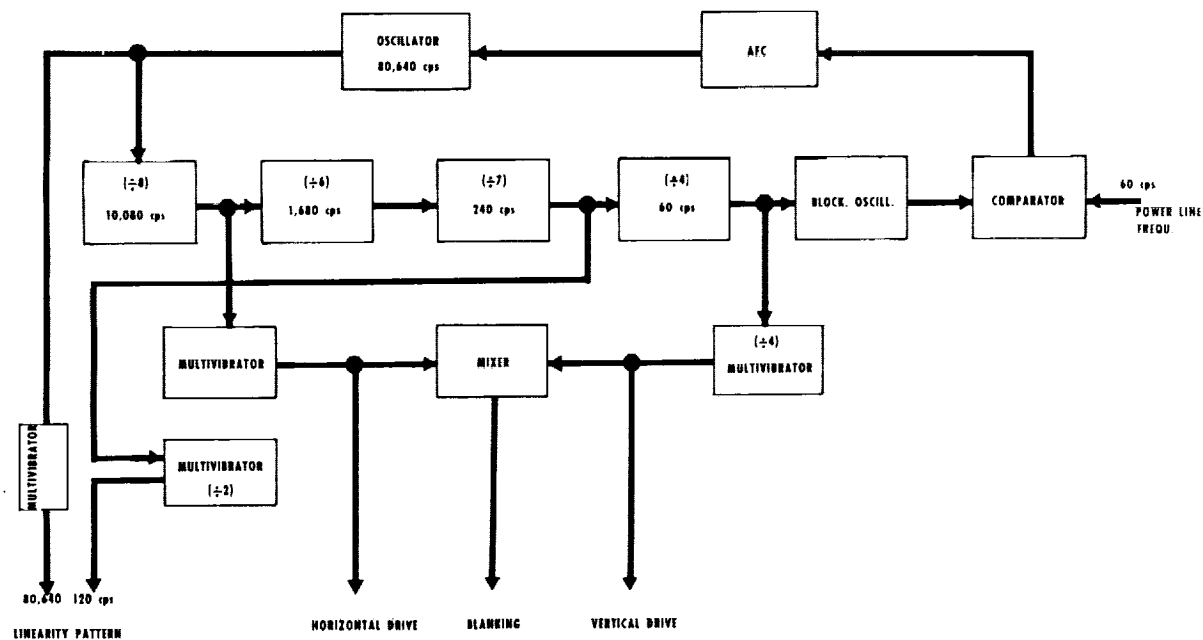 OSCILLATOR
80,640 cps
AFC
(÷8)
10,080 cps
(÷6)
1,680 cps
(÷7)
240 cps
(÷4)
60 cps
BLOCK. OSCILL.
COMPARATOR
60 cps
POWER LINE
FREQU.
MULTIVIBRATOR
MIXER
(÷4)
MULTIVIBRATOR
MULTIVIBRATOR
MULTIVIBRATOR
(÷2)
80,640 120 cps
LINEARITY PATTERN
HORIZONTAL DRIVE
BLANKING
VERTICAL DRIVE